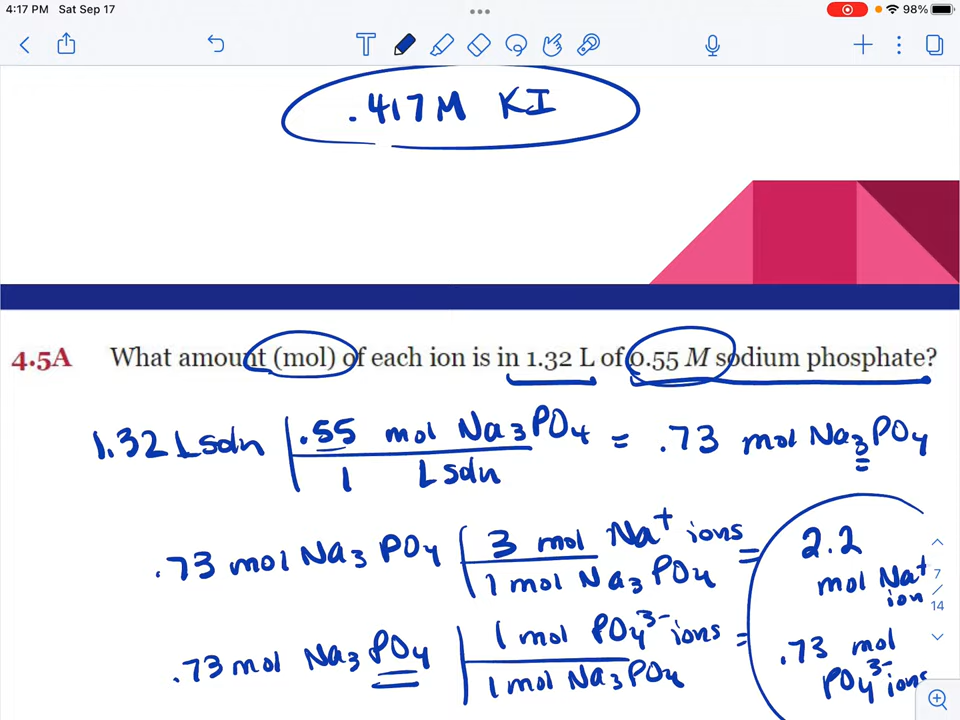 4:17 PM Sat Sep 17 98%
T
.417 M KI
4.5A What amount (mol) of each ion is in 1.32 L of 0.55 M sodium phosphate?
1.32 L soln | .55 mol Na3PO4 / 1 L soln = .73 mol Na3PO4
.73 mol Na3PO4 | 3 mol Na+ ions / 1 mol Na3PO4 = 2.2 mol Na+ ion
7/14
.73 mol Na3PO4 | 1 mol PO4 3- ions / 1 mol Na3PO4 = .73 mol PO4 3- ions